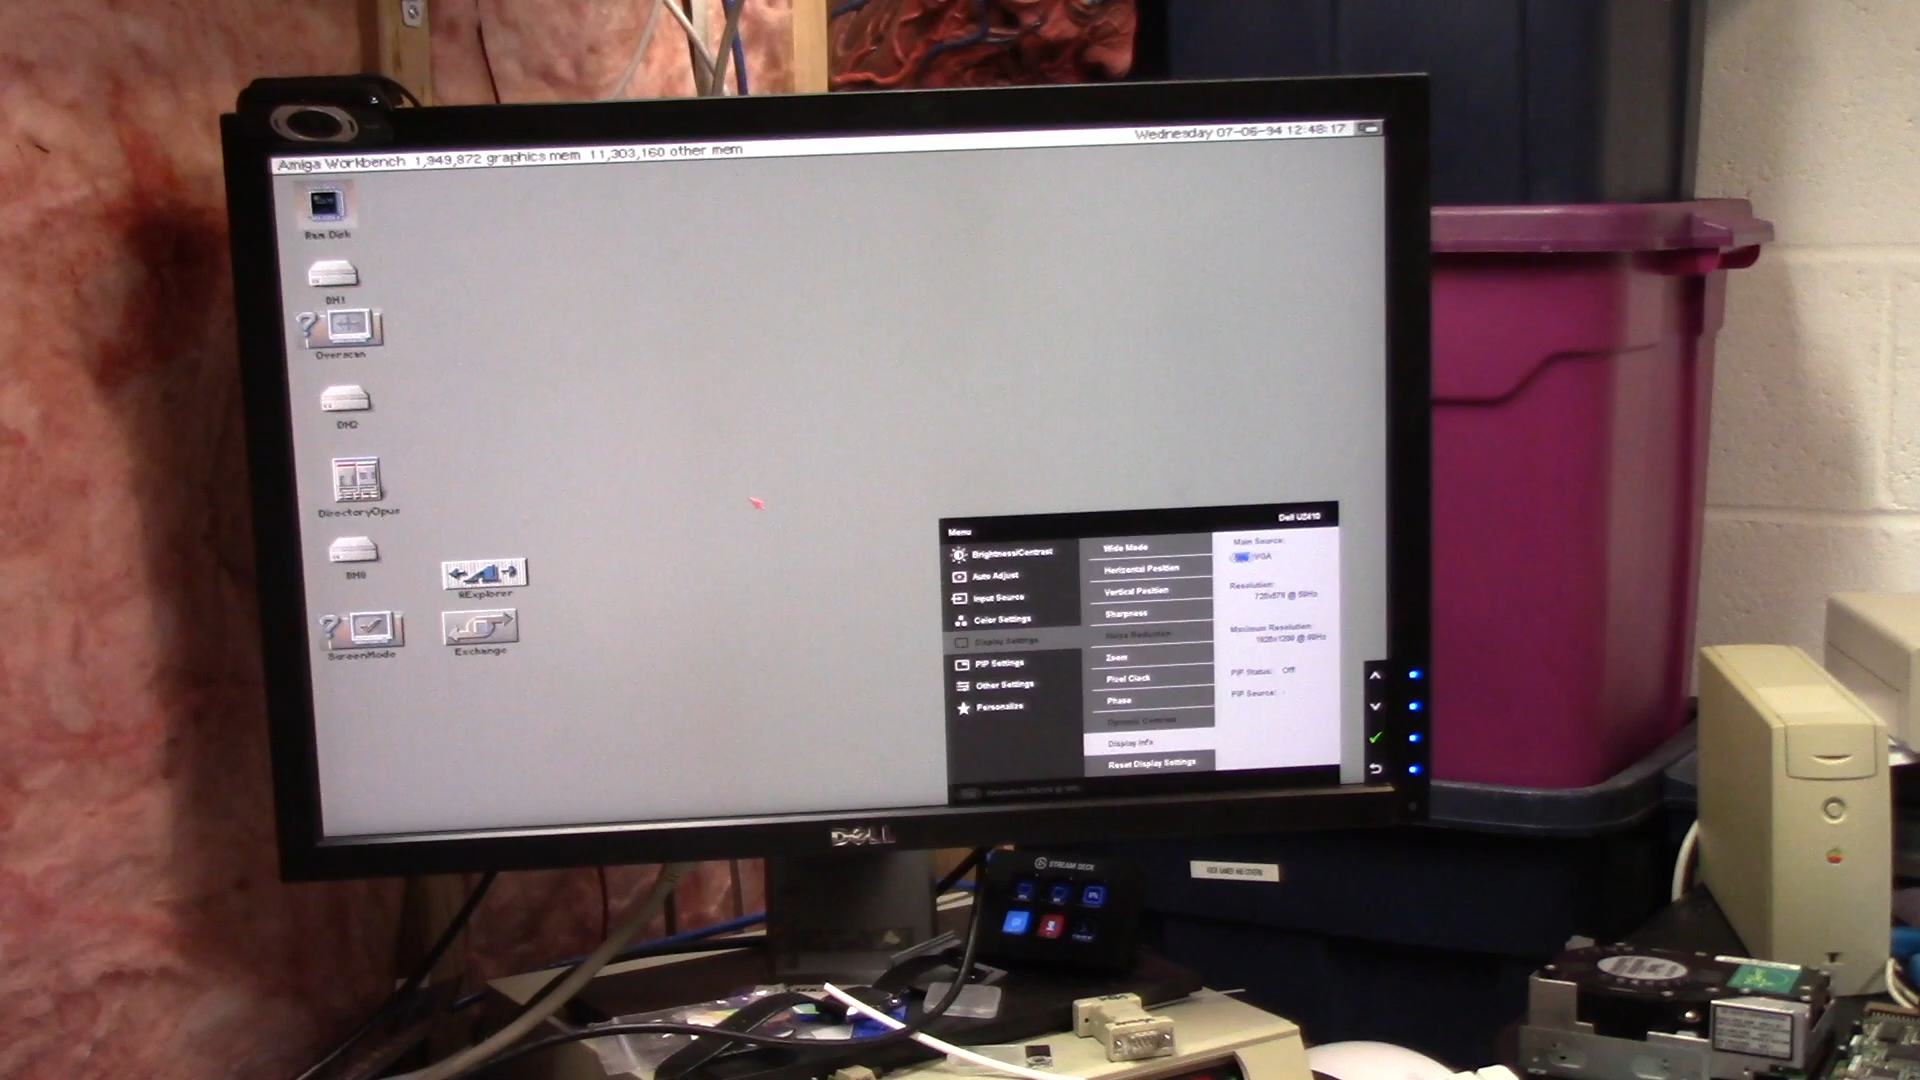 Amiga Workbench 1,949,872 graphics mem 11,303,160 other mem
Wednesday 07-06-94 12:48:17
Ram Disk
DH1
Overscan
DH2
DirectoryOpus
DH0
ScreenMode
AExplorer
Exchange
Menu
Dell U2410
Brightness/Contrast
Auto Adjust
Input Source
Color Settings
Display Settings
PIP Settings
Other Settings
Personalize
Wide Mode
Horizontal Position
Vertical Position
Sharpness
Noise Reduction
Zoom
Pixel Clock
Phase
Dynamic Contrast
Display Info
Reset Display Settings
Main Source:
VGA
Resolution:
720x576 @ 50Hz
Maximum Resolution:
1920x1200 @ 60Hz
PIP Status: Off
PIP Source: -
DELL
STREAM DECK